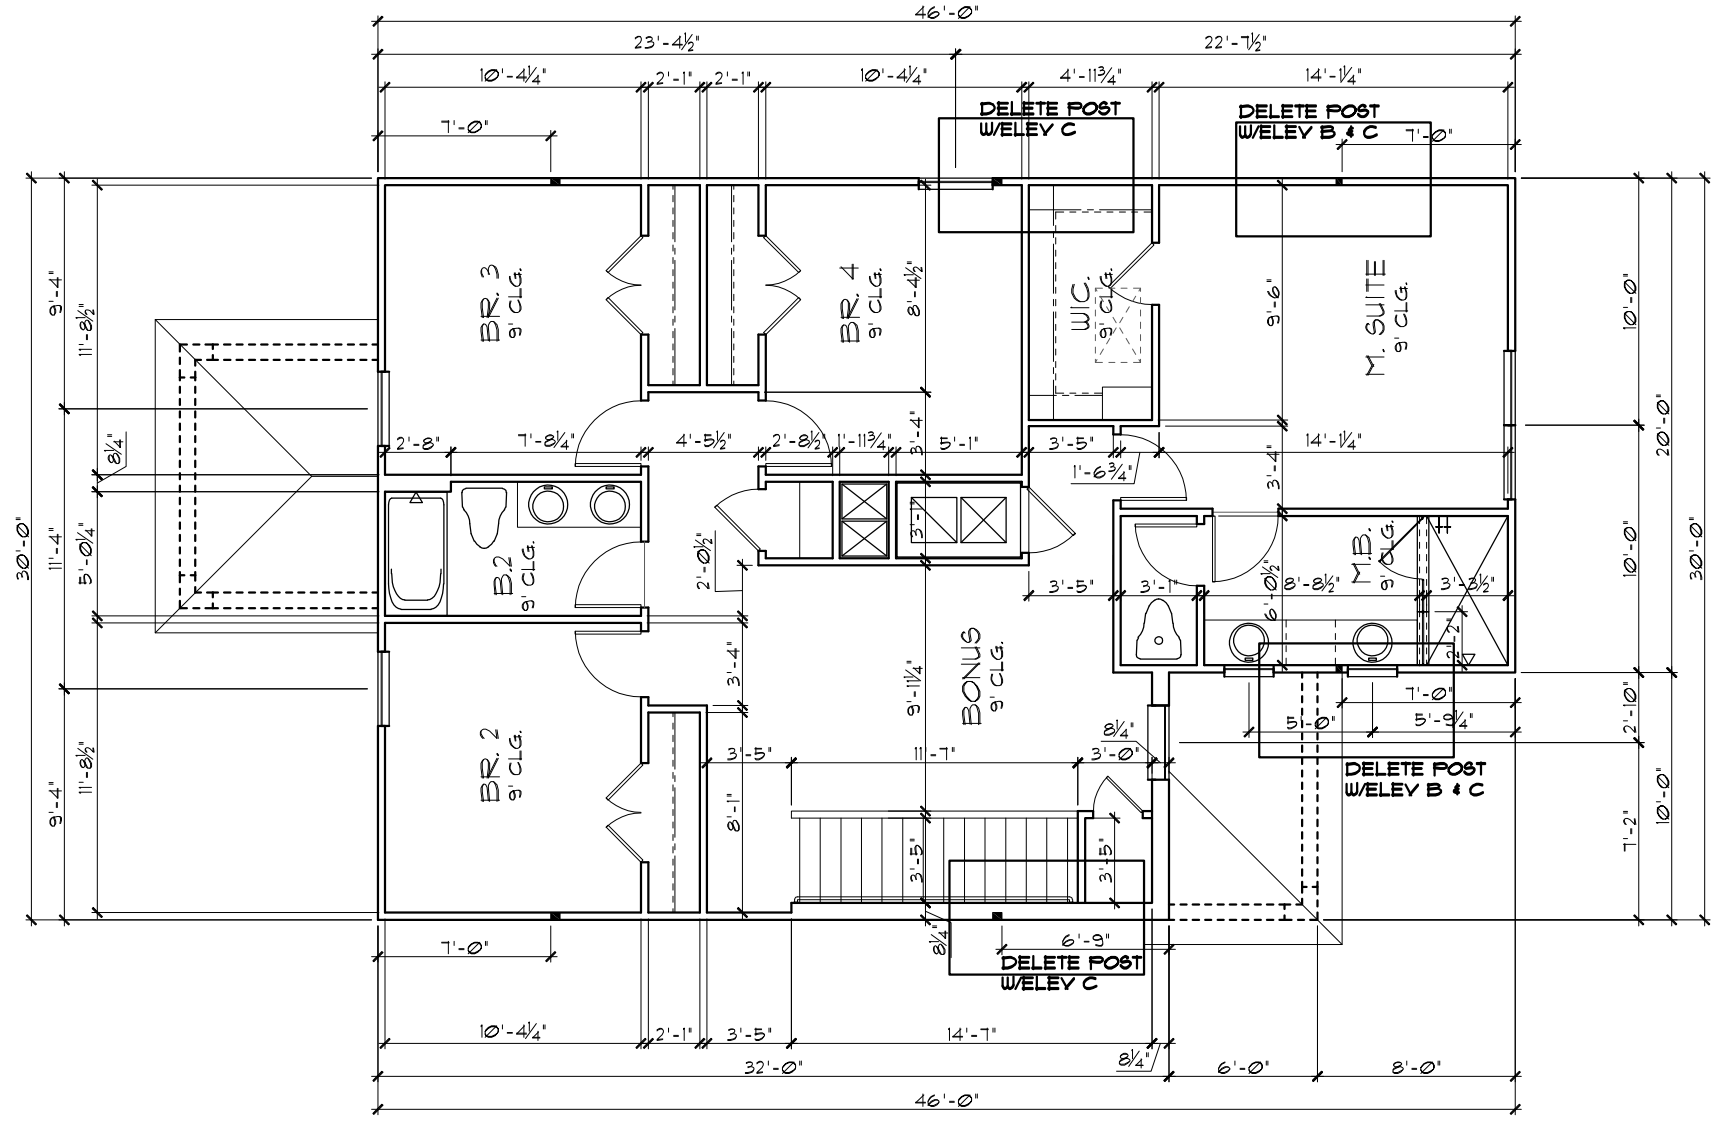 46'-0"
23'-4½"
22'-7½"
10'-4¼"
2'-1"
2'-1"
10'-4¼"
4'-11¾"
14'-1¼"
DELETE POST
W/ELEV C
DELETE POST
W/ELEV B & C
7'-0"
7'-0"
30'-0"
9'-4"
11'-4"
9'-4"
11'-8½"
8¼"
5'-0¼"
11'-8½"
BR. 3
9' CLG.
BR. 4
9' CLG.
8'-4½"
WIC.
9' CLG.
9'-6"
M. SUITE
9' CLG.
10'-0"
20'-0"
30'-0"
2'-8"
7'-8¼"
4'-5½"
2'-8½"
1'-11¾"
5'-1"
3'-4"
3'-5"
1'-6¾"
14'-1¼"
3'-4"
B.2
9' CLG.
2'-0½"
3'-1"
3'-5"
3'-1"
6'-0½"
8'-8½"
M.B.
9' CLG.
3'-3½"
2'-2"
10'-0"
BR. 2
9' CLG.
3'-4"
9'-11¼"
BONUS
9' CLG.
8¼"
7'-0"
5'-0"
5'-9¼"
2'-10"
3'-5"
11'-7"
3'-0"
DELETE POST
W/ELEV B & C
8'-1"
3'-5"
3'-5"
7'-2"
10'-0"
7'-0"
8¼"
6'-9"
DELETE POST
W/ELEV C
10'-4¼"
2'-1"
3'-5"
14'-7"
8¼"
32'-0"
6'-0"
8'-0"
46'-0"